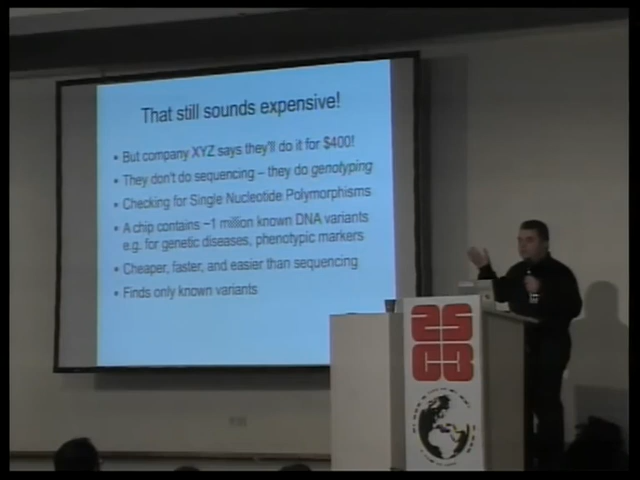 That still sounds expensive!
• But company XYZ says they'll do it for $400!
• They don't do sequencing – they do genotyping
• Checking for Single Nucleotide Polymorphisms
• A chip contains ~1 million known DNA variants
e.g. for genetic diseases, phenotypic markers
• Cheaper, faster, and easier than sequencing
• Finds only known variants
25
C3